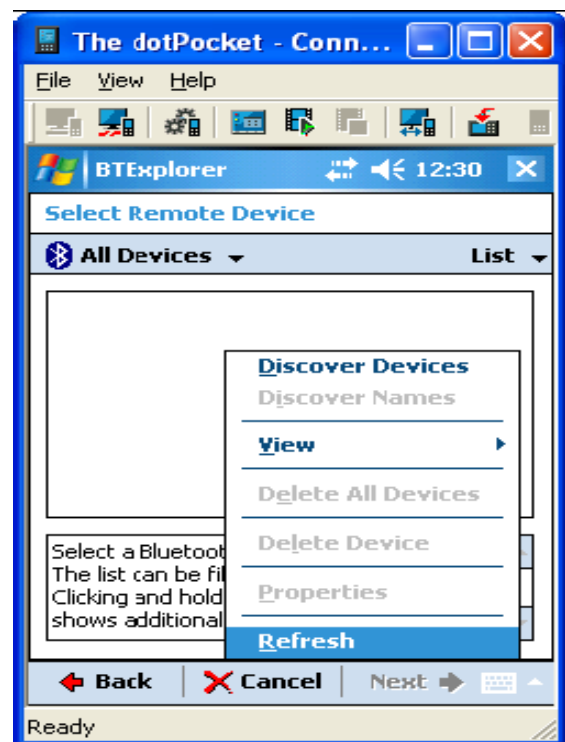 The dotPocket - Conn...
File View Help
BTExplorer 12:30
Select Remote Device
All Devices List
Discover Devices
Discover Names
View
Delete All Devices
Delete Device
Properties
Refresh
Select a Bluetoot
The list can be fil
Clicking and hold
shows additional
Back Cancel Next
Ready